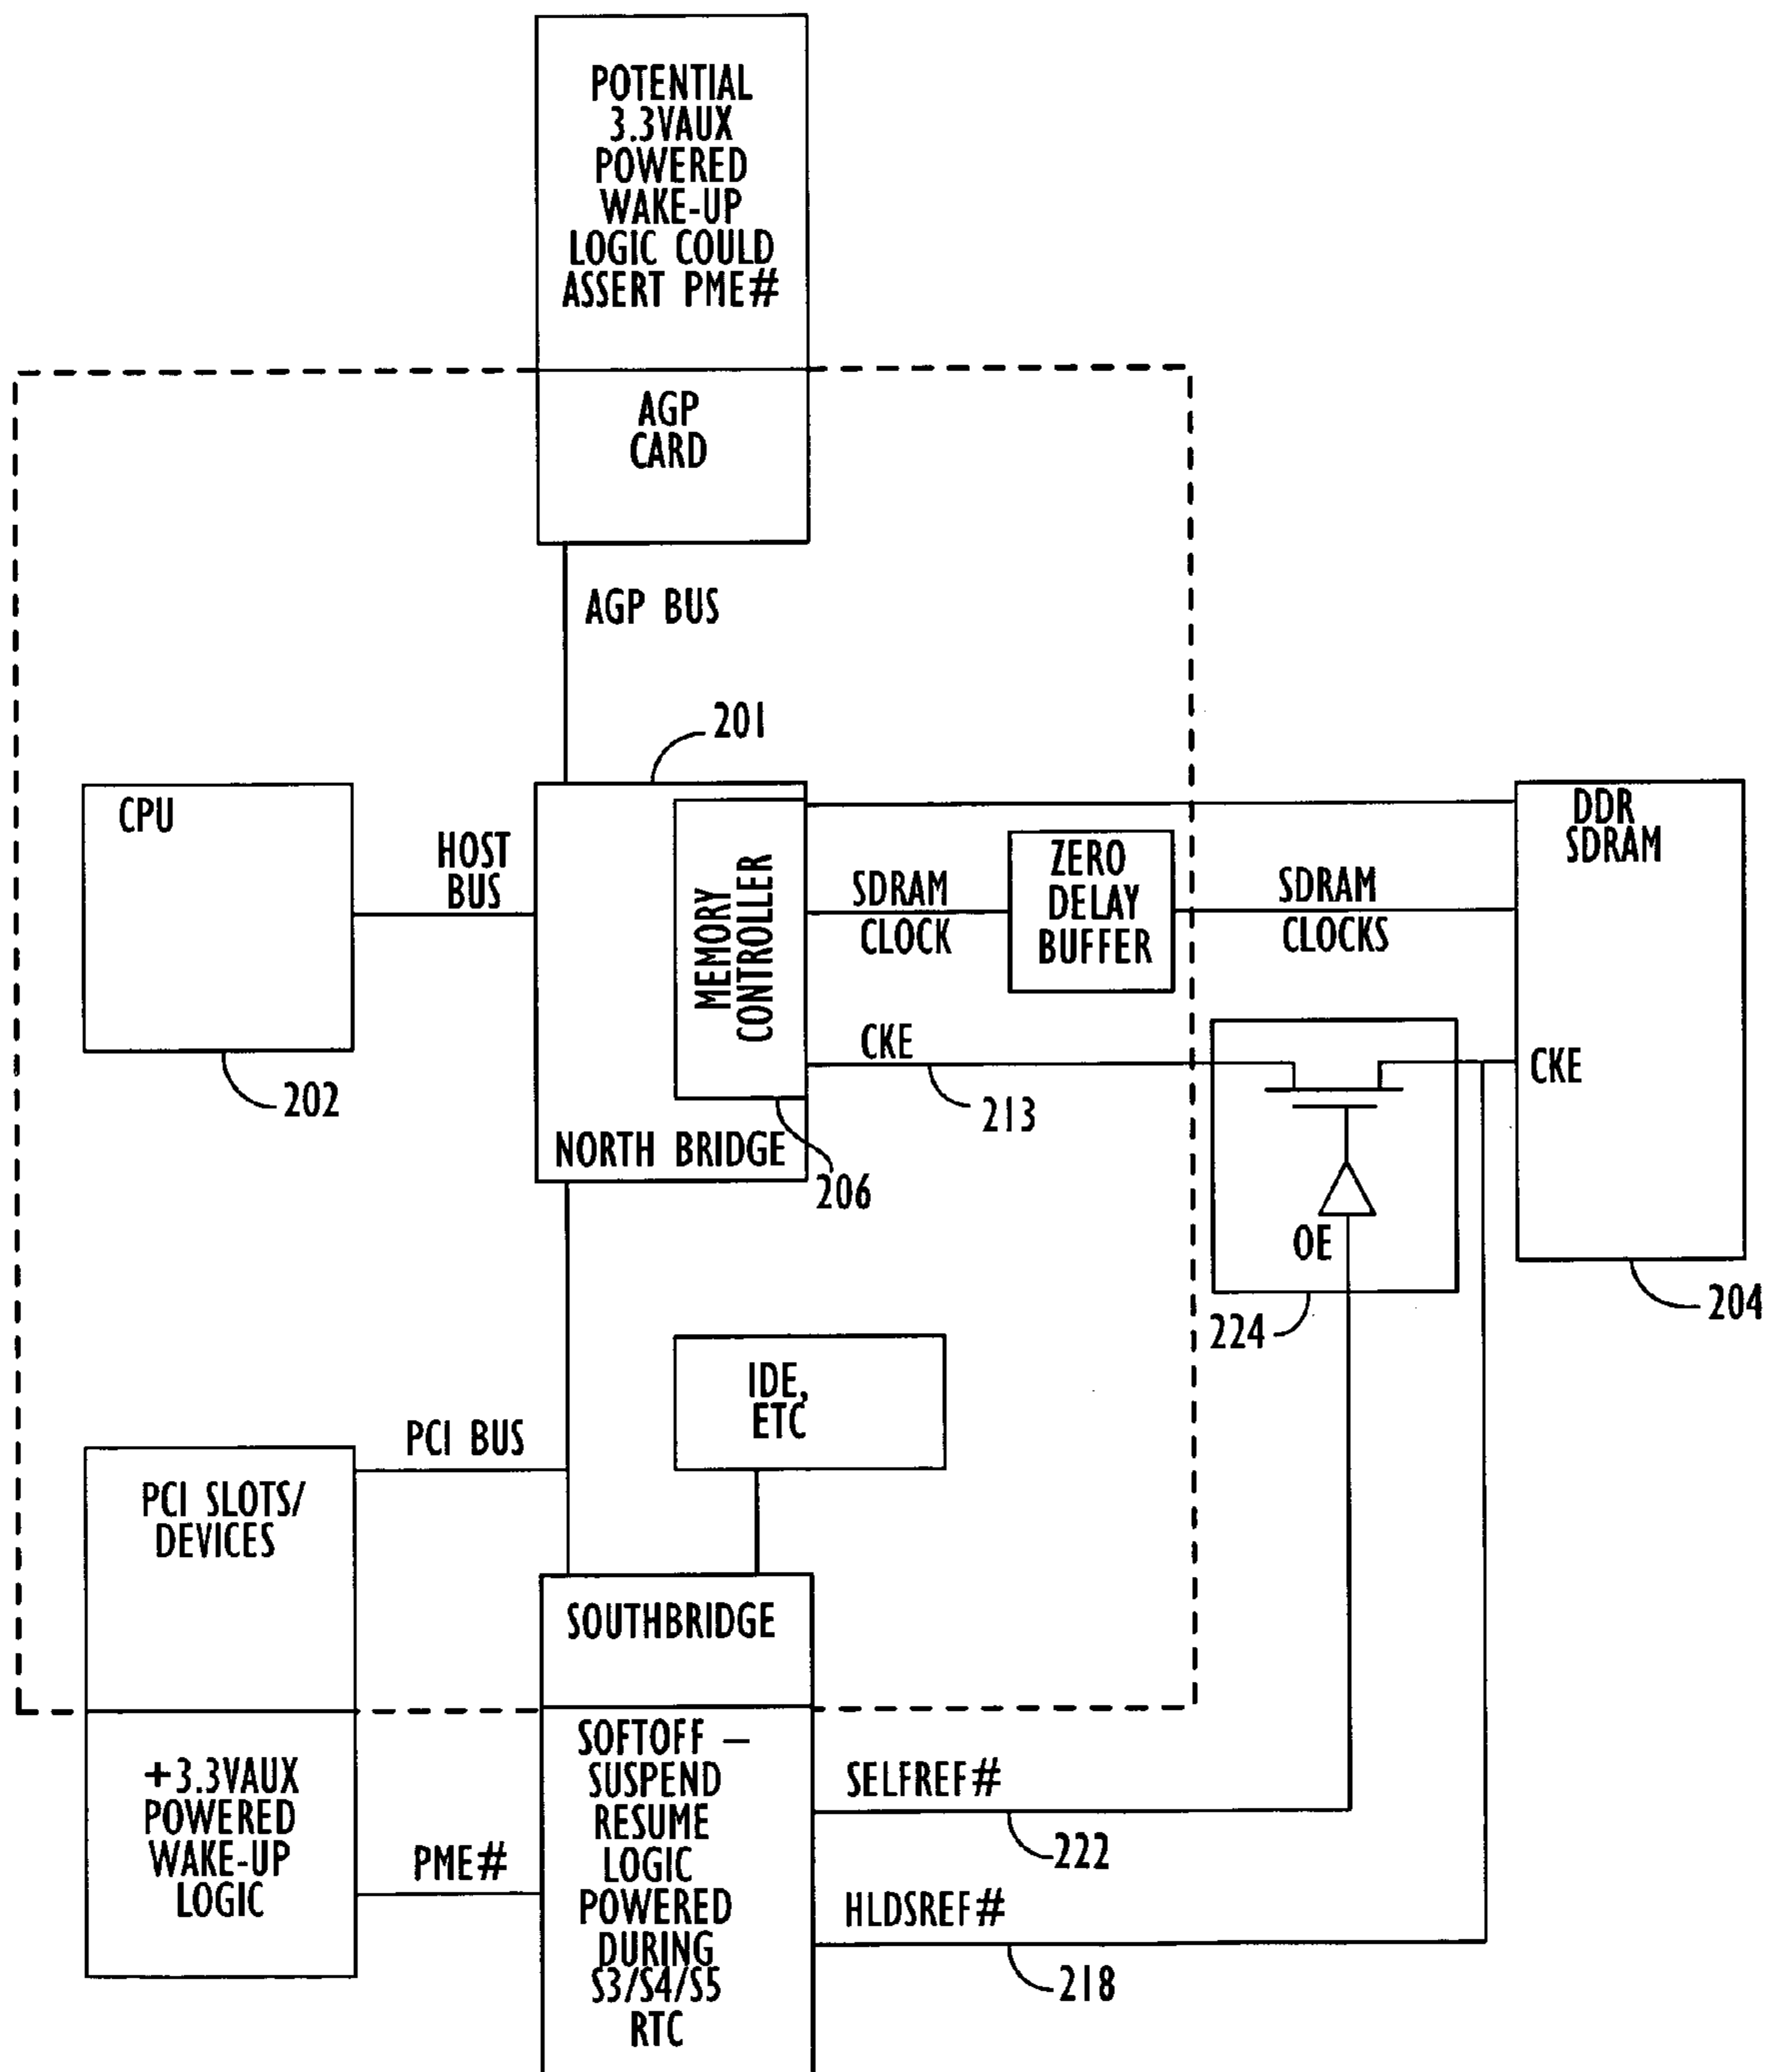 POTENTIAL
3.3VAUX
POWERED
WAKE-UP
LOGIC COULD
ASSERT PME#
AGP
CARD
AGP BUS
201
CPU
HOST
BUS
MEMORY
CONTROLLER
SDRAM
CLOCK
ZERO
DELAY
BUFFER
SDRAM
CLOCKS
DDR
SDRAM
CKE
CKE
202
213
NORTH BRIDGE
206
OE
224
204
IDE,
ETC
PCI BUS
PCI SLOTS/
DEVICES
SOUTHBRIDGE
+3.3VAUX
POWERED
WAKE-UP
LOGIC
PME#
SOFTOFF –
SUSPEND
RESUME
LOGIC
POWERED
DURING
S3/S4/S5
RTC
SELFREF#
222
HLDSREF#
218